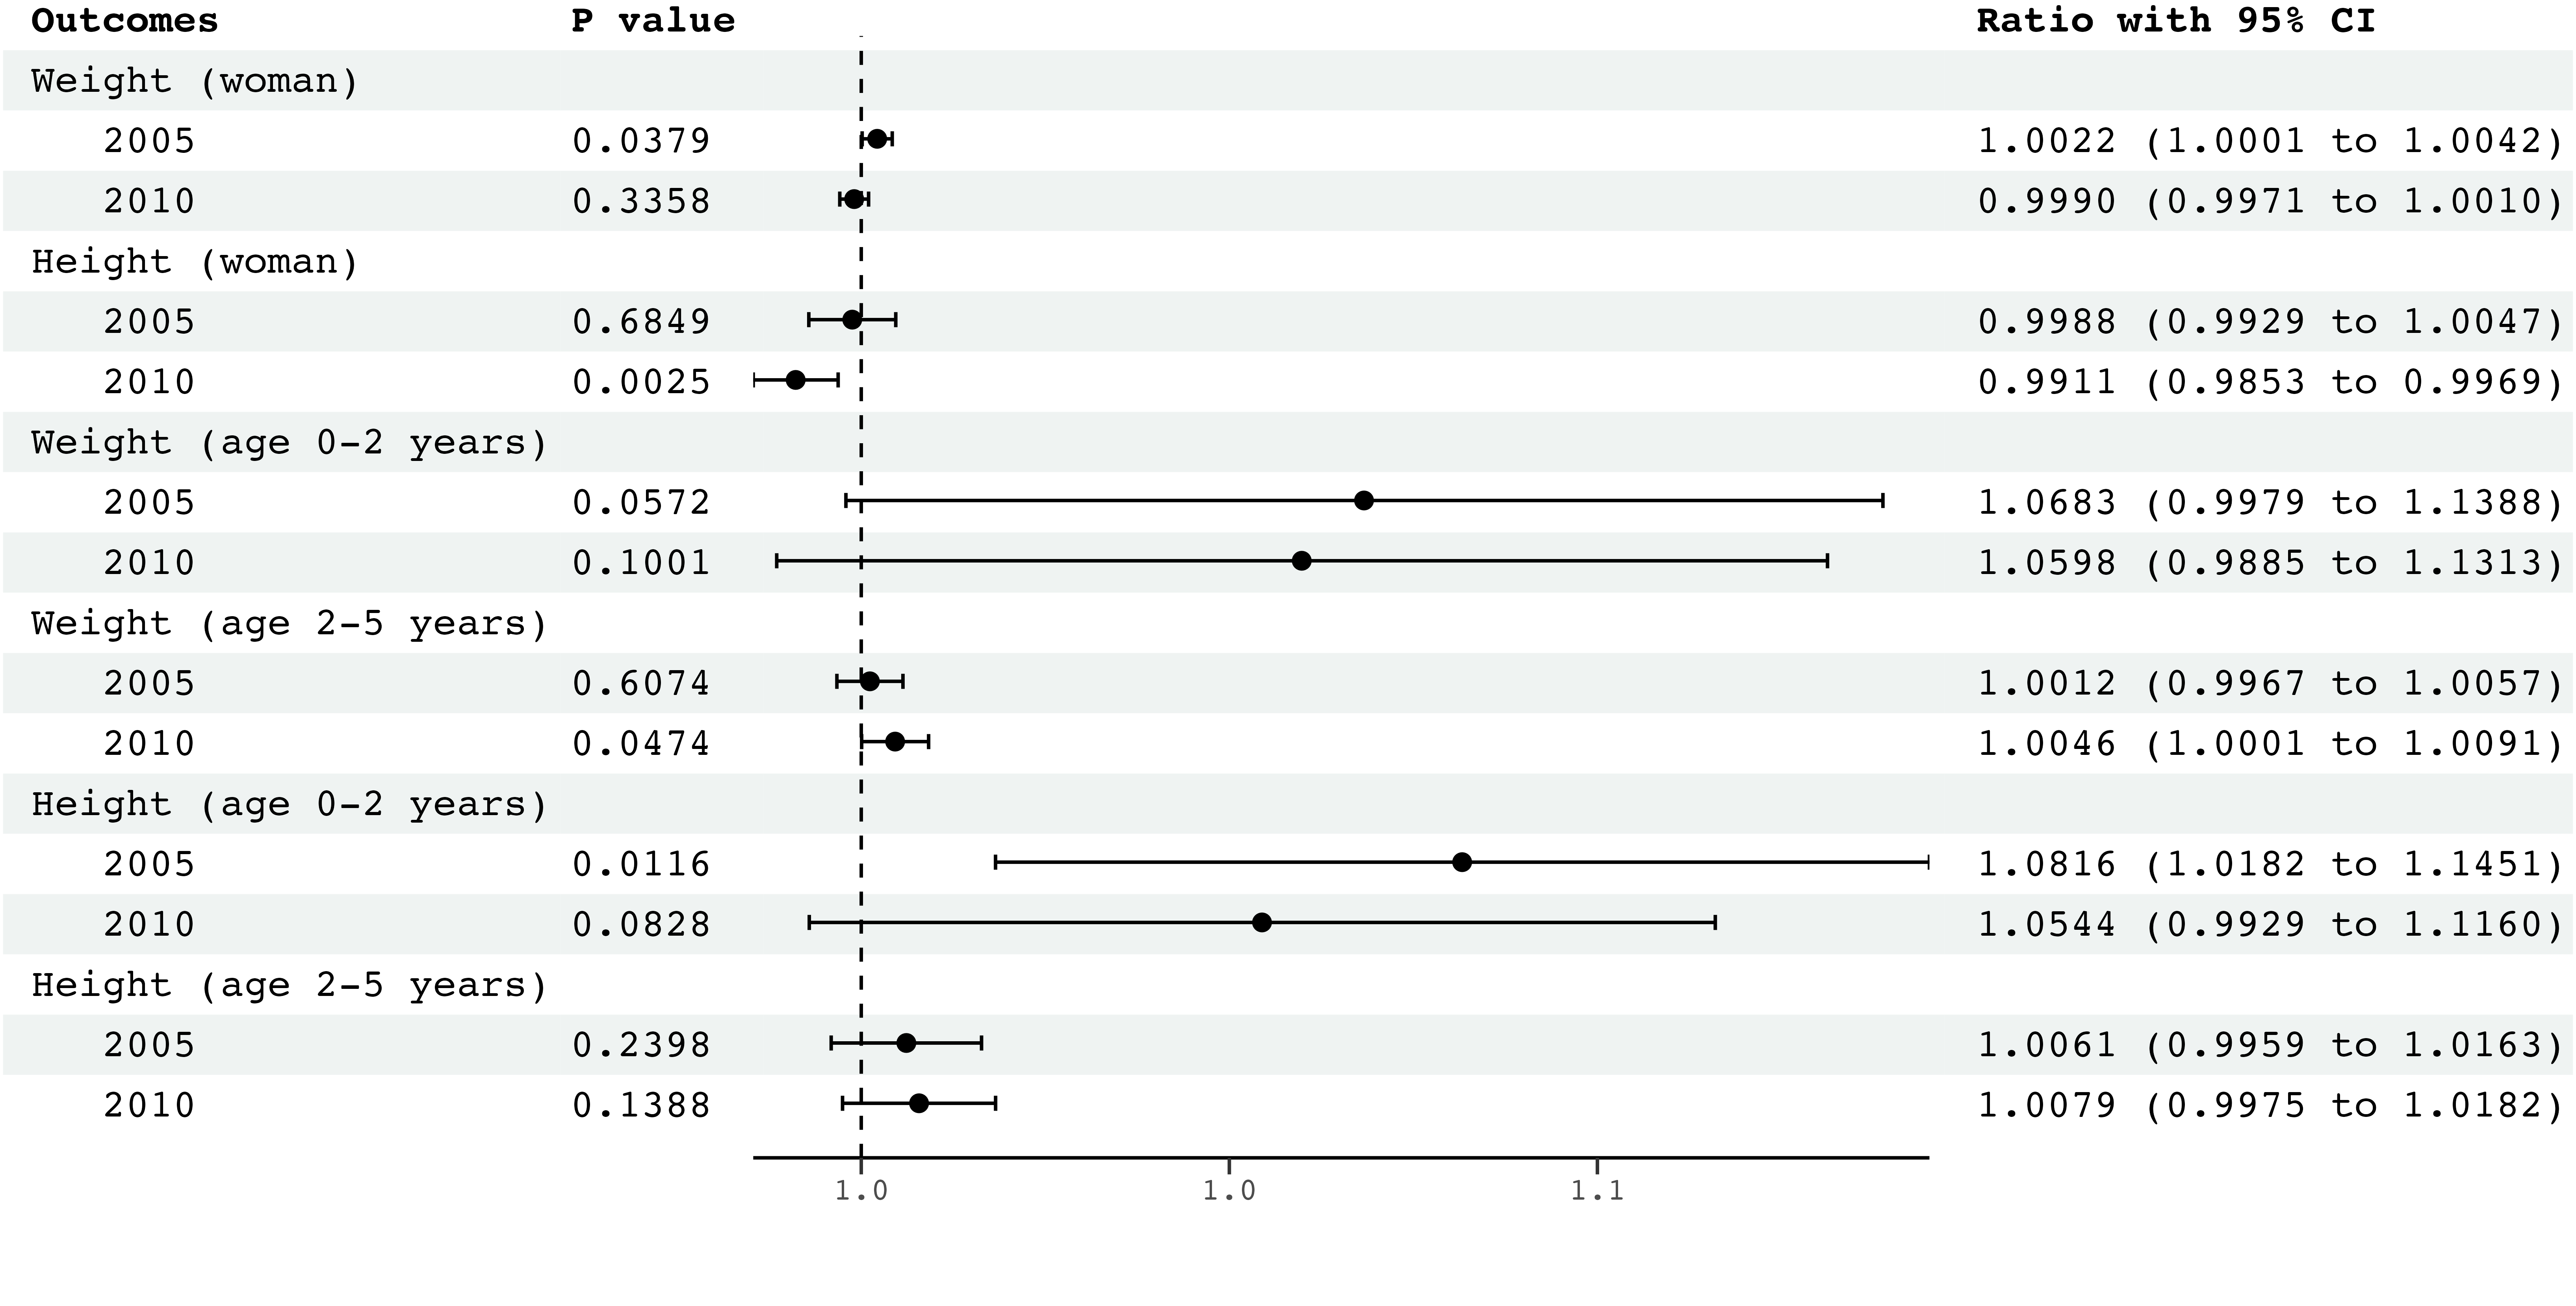 Outcomes P value Ratio with 95% CI
Weight (woman)
2005 0.0379 1.0022 (1.0001 to 1.0042)
2010 0.3358 0.9990 (0.9971 to 1.0010)
Height (woman)
2005 0.6849 0.9988 (0.9929 to 1.0047)
2010 0.0025 0.9911 (0.9853 to 0.9969)
Weight (age 0-2 years)
2005 0.0572 1.0683 (0.9979 to 1.1388)
2010 0.1001 1.0598 (0.9885 to 1.1313)
Weight (age 2-5 years)
2005 0.6074 1.0012 (0.9967 to 1.0057)
2010 0.0474 1.0046 (1.0001 to 1.0091)
Height (age 0-2 years)
2005 0.0116 1.0816 (1.0182 to 1.1451)
2010 0.0828 1.0544 (0.9929 to 1.1160)
Height (age 2-5 years)
2005 0.2398 1.0061 (0.9959 to 1.0163)
2010 0.1388 1.0079 (0.9975 to 1.0182)
1.0 1.0 1.1